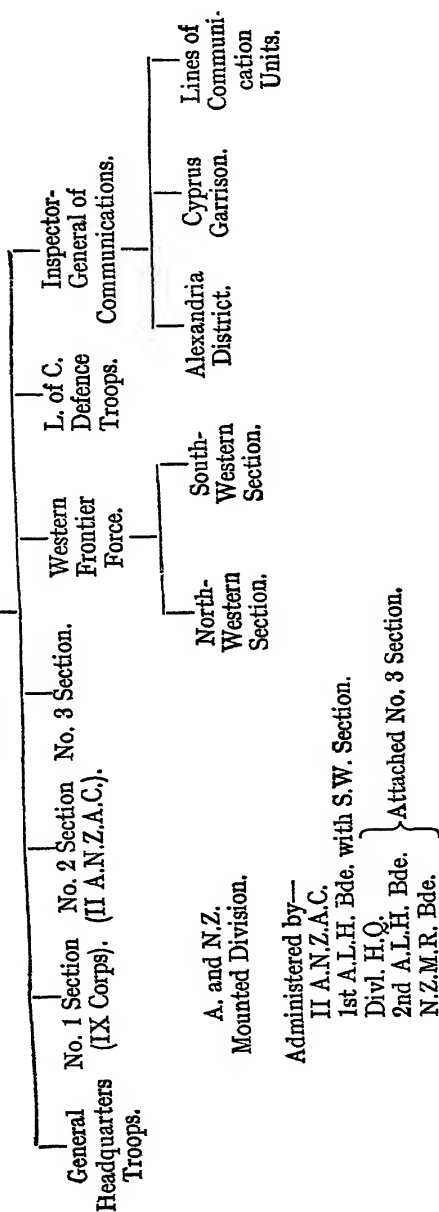 General
Headquarters
Troops.
No. 1 Section
(IX Corps).
No. 2 Section
(II A.N.Z.A.C.).
No. 3 Section.
Western
Frontier
Force.
L. of C.
Defence
Troops.
Inspector-
General of
Communications.
North-
Western
Section.
South-
Western
Section.
Alexandria
District.
Cyprus
Garrison.
Lines of
Communi-
cation
Units.
A. and N.Z.
Mounted Division.
Administered by—
II A.N.Z.A.C.
1st A.L.H. Bde. with S.W. Section.
Divl. H.Q.
2nd A.L.H. Bde.
N.Z.M.R. Bde.
Attached No. 3 Section.